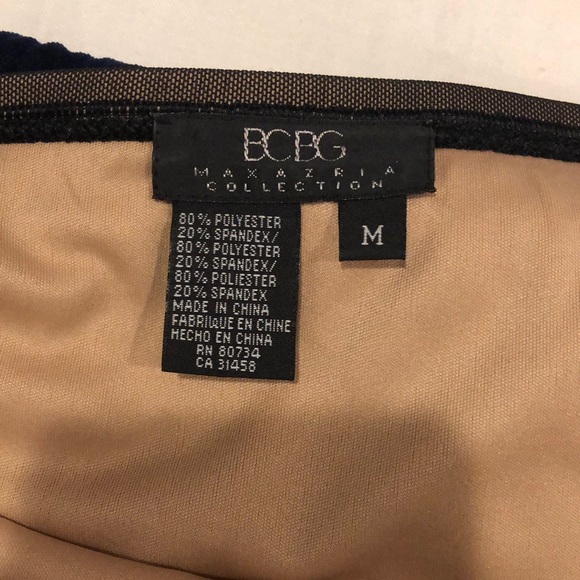 BCBG
MAXAZRIA
COLLECTION
M
80% POLYESTER
20% SPANDEX/
80% POLYESTER
20% SPANDEX/
80% POLIESTER
20% SPANDEX
MADE IN CHINA
FABRIQUE EN CHINE
HECHO EN CHINA
RN 80734
CA 31458